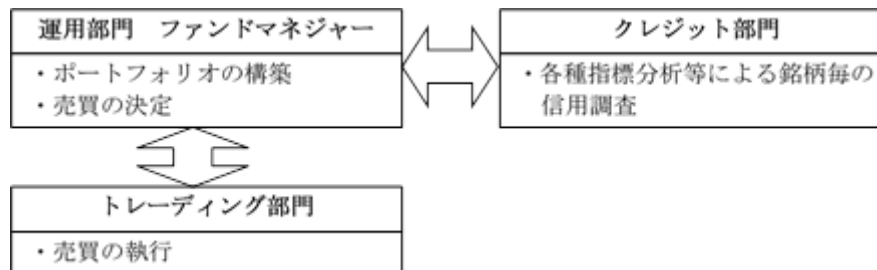 運用部門　ファンドマネジャー
・ポートフォリオの構築
・売買の決定
クレジット部門
・各種指標分析等による銘柄毎の
信用調査
トレーディング部門
・売買の執行